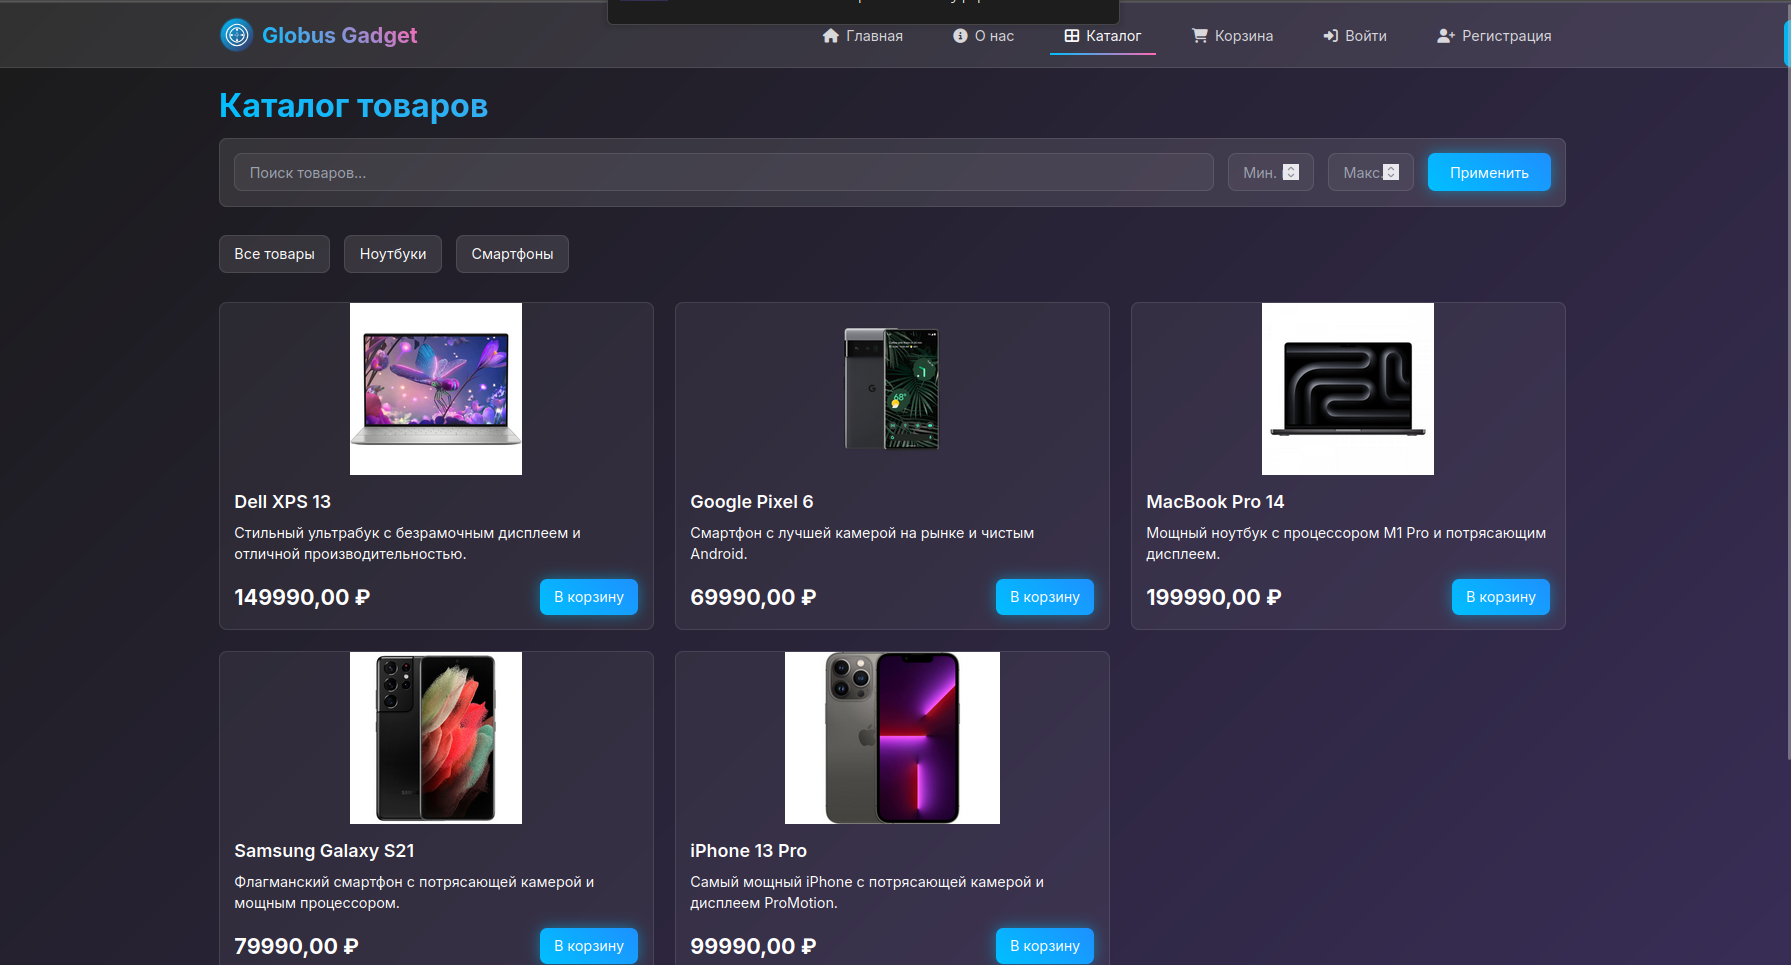 Globus Gadget
Главная
О нас
Каталог
Корзина
Войти
Регистрация
Каталог товаров
Поиск товаров...
Мин.
Макс.
Применить
Все товары
Ноутбуки
Смартфоны
Dell XPS 13
Стильный ультрабук с безрамочным дисплеем и
отличной производительностью.
149990,00 ₽
В корзину
Google Pixel 6
Смартфон с лучшей камерой на рынке и чистым
Android.
69990,00 ₽
В корзину
MacBook Pro 14
Мощный ноутбук с процессором M1 Pro и потрясающим
дисплеем.
199990,00 ₽
В корзину
Samsung Galaxy S21
Флагманский смартфон с потрясающей камерой и
мощным процессором.
79990,00 ₽
В корзину
iPhone 13 Pro
Самый мощный iPhone с потрясающей камерой и
дисплеем ProMotion.
99990,00 ₽
В корзину